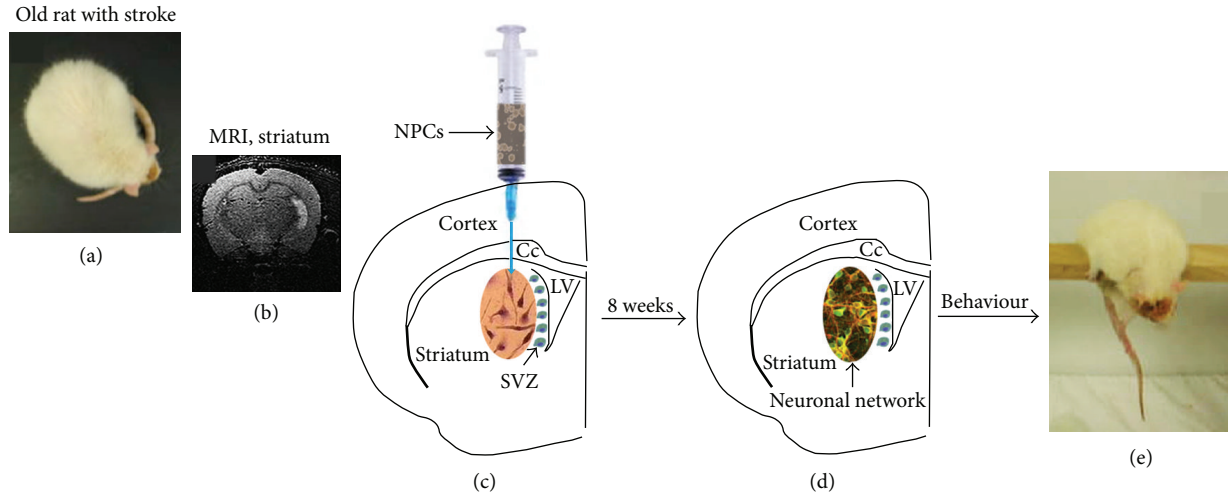 Old rat with stroke
(a)
MRI, striatum
(b)
NPCs
Cortex
Cc
LV
Striatum
SVZ
(c)
8 weeks
Cortex
Cc
LV
Striatum
Neuronal network
(d)
Behaviour
(e)